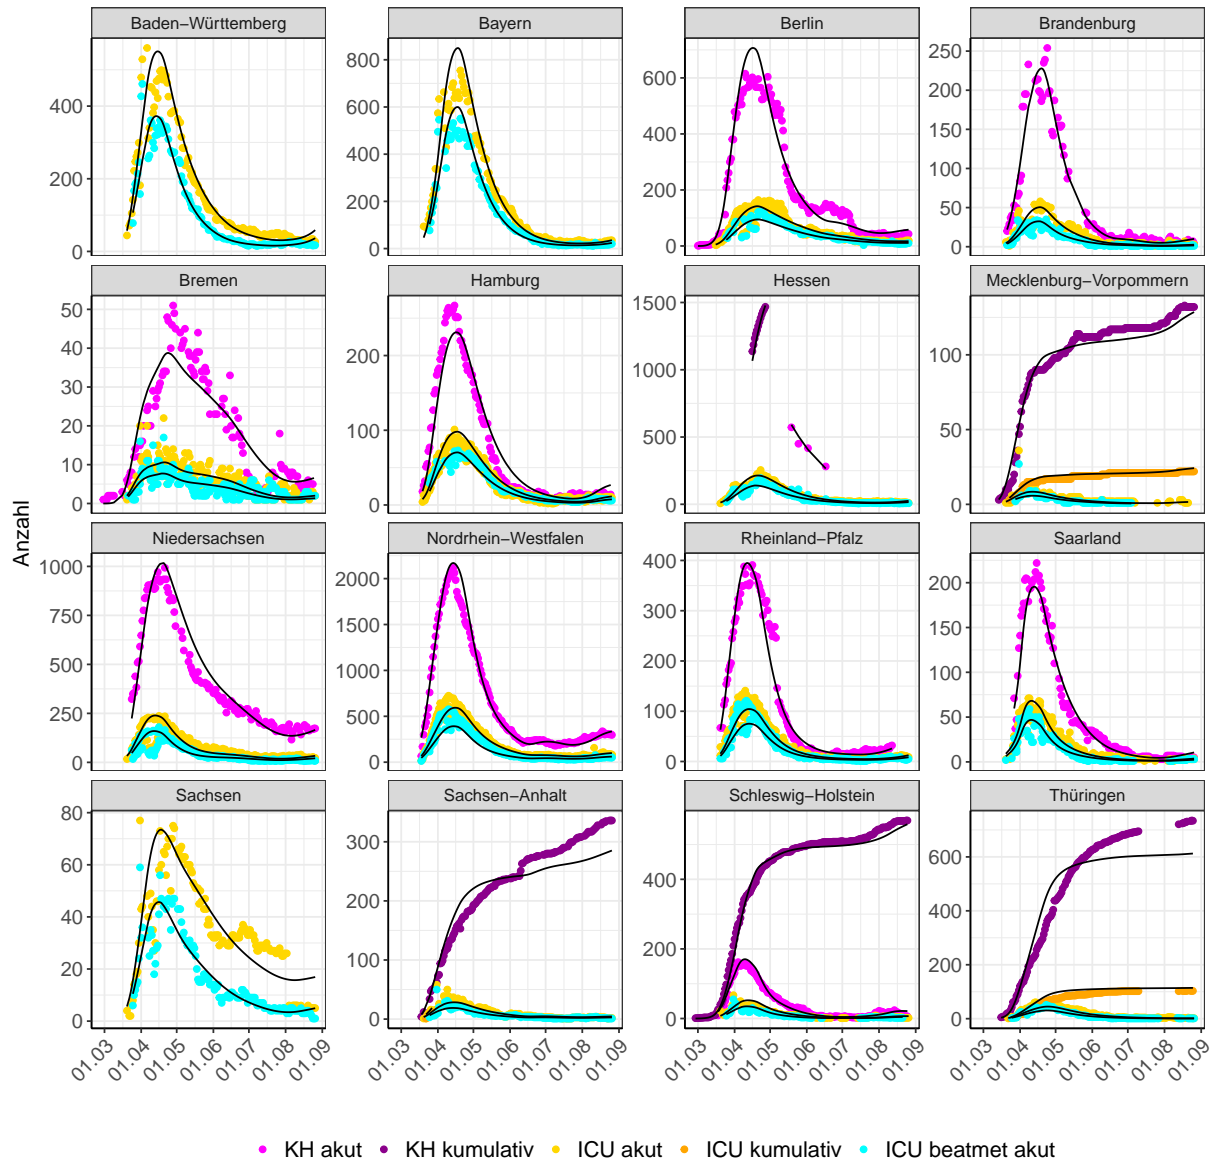 Baden−Württemberg Bayern Berlin Brandenburg
0 200 400
0 200 400 600 800
0 200 400 600
0 50 100 150 200 250
Bremen Hamburg Hessen Mecklenburg−Vorpommern
0 10 20 30 40 50
0 100 200
0 500 1000 1500
0 50 100
Anzahl
Niedersachsen Nordrhein−Westfalen Rheinland−Pfalz Saarland
0 250 500 750 1000
0 500 1000 1500 2000
0 100 200 300 400
0 50 100 150 200
Sachsen Sachsen−Anhalt Schleswig−Holstein Thüringen
0 20 40 60 80
0 100 200 300
0 200 400
0 200 400 600
01.03 01.04 01.05 01.06 01.07 01.08 01.09
01.03 01.04 01.05 01.06 01.07 01.08 01.09
01.03 01.04 01.05 01.06 01.07 01.08 01.09
01.03 01.04 01.05 01.06 01.07 01.08 01.09
KH akut KH kumulativ ICU akut ICU kumulativ ICU beatmet akut